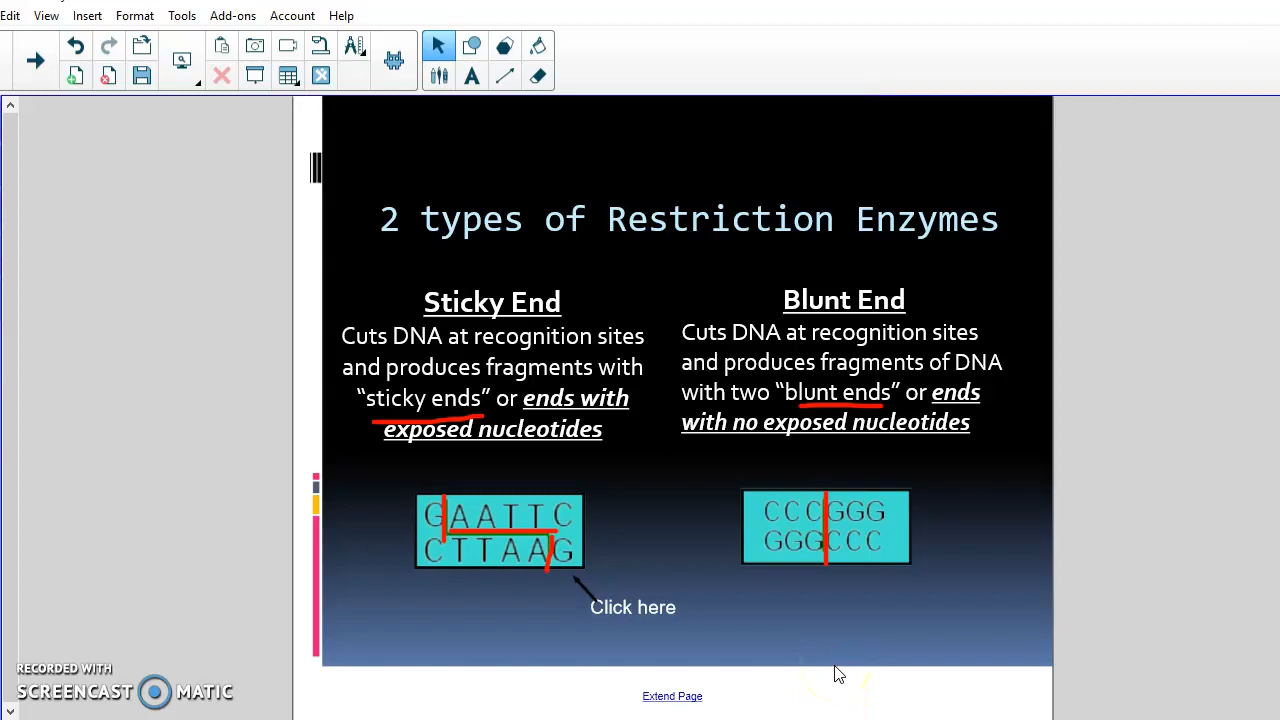 Edit View Insert Format Tools Add-ons Account Help
2 types of Restriction Enzymes
Sticky End
Cuts DNA at recognition sites
and produces fragments with
“sticky ends” or ends with
exposed nucleotides
Blunt End
Cuts DNA at recognition sites
and produces fragments of DNA
with two “blunt ends” or ends
with no exposed nucleotides
GAATTC
CTTAAG
CCCGGG
GGGCCC
Click here
RECORDED WITH
SCREENCAST MATIC
Extend Page